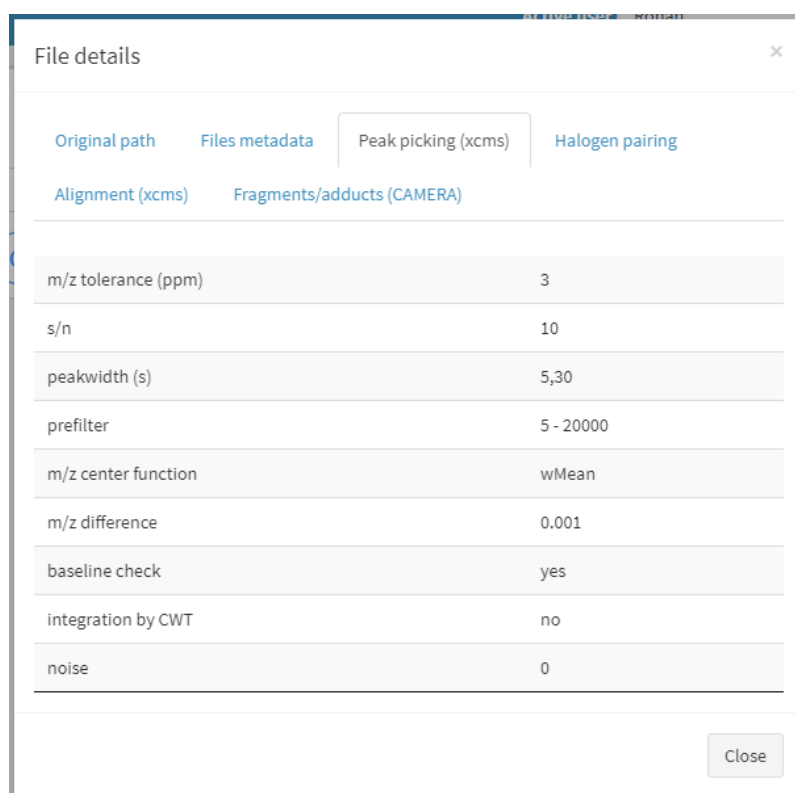 Active user Ronan
File details
×
Original path Files metadata Peak picking (xcms) Halogen pairing
Alignment (xcms) Fragments/adducts (CAMERA)
m/z tolerance (ppm) 3
s/n 10
peakwidth (s) 5,30
prefilter 5 - 20000
m/z center function wMean
m/z difference 0.001
baseline check yes
integration by CWT no
noise 0
Close